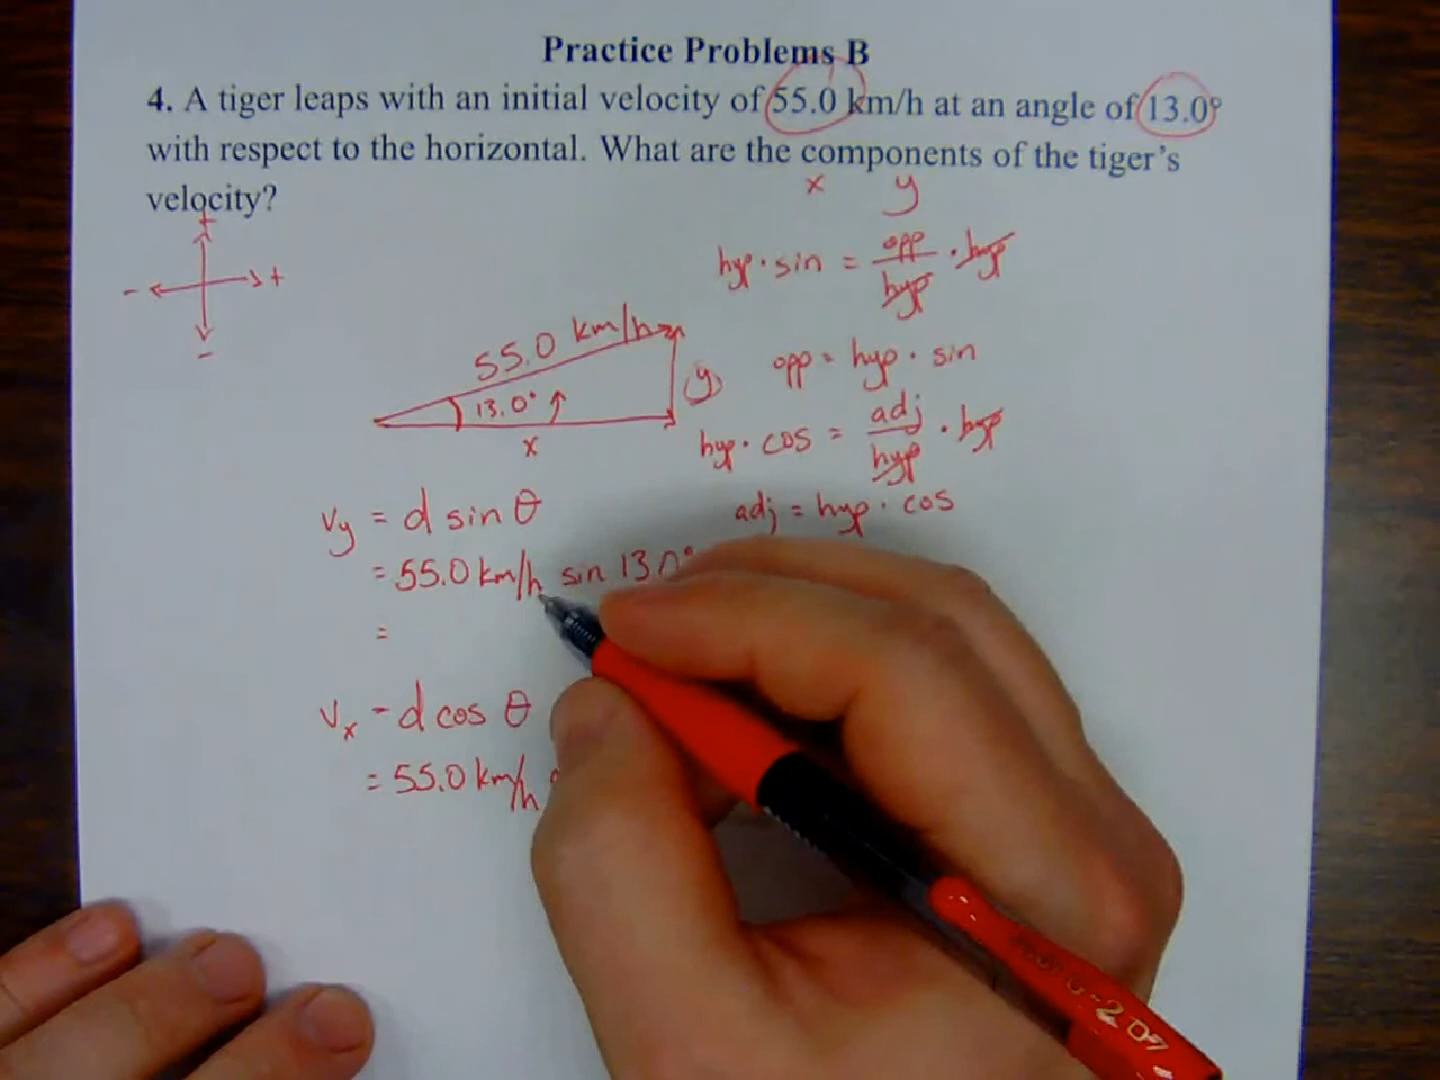 Practice Problems B
4. A tiger leaps with an initial velocity of 55.0 km/h at an angle of 13.0°
with respect to the horizontal. What are the components of the tiger's
velocity?
x y
+
- +
-
hyp · sin = opp/hyp · hyp
55.0 km/h
opp = hyp · sin
13.0° y
x
hyp · cos = adj/hyp · hyp
adj = hyp · cos
vy = d sin θ
= 55.0 km/h sin 13.0°
=
vx = d cos θ
= 55.0 km/h
G-2 07